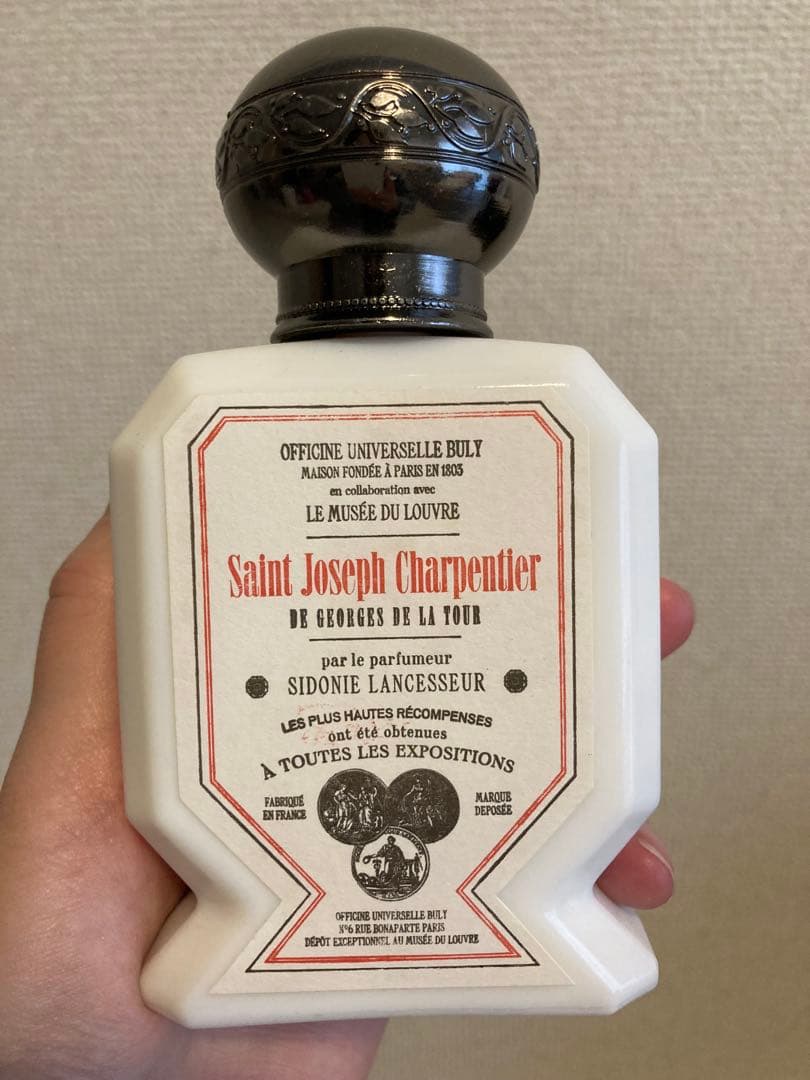 OFFICINE UNIVERSELLE BULY
MAISON FONDÉE À PARIS EN 1803
en collaboration avec
LE MUSÉE DU LOUVRE
Saint Joseph Charpentier
DE GEORGES DE LA TOUR
par le parfumeur
SIDONIE LANCESSEUR
LES PLUS HAUTES RÉCOMPENSES
ont été obtenues
À TOUTES LES EXPOSITIONS
FABRIQUÉ
EN FRANCE
MARQUE
DEPOSÉE
OFFICINE UNIVERSELLE BULY
N°6 RUE BONAPARTE PARIS
DÉPÔT EXCEPTIONNEL AU MUSÉE DU LOUVRE